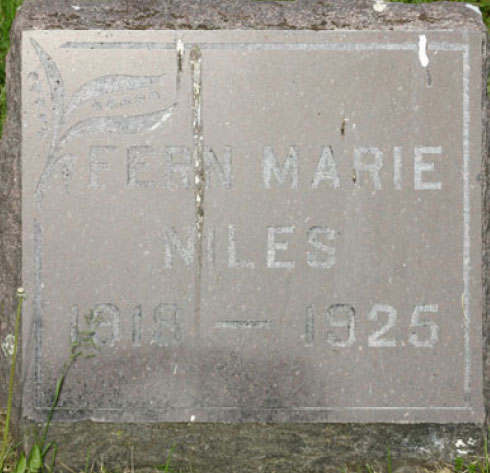 FERN MARIE
NILES
1918 — 1925